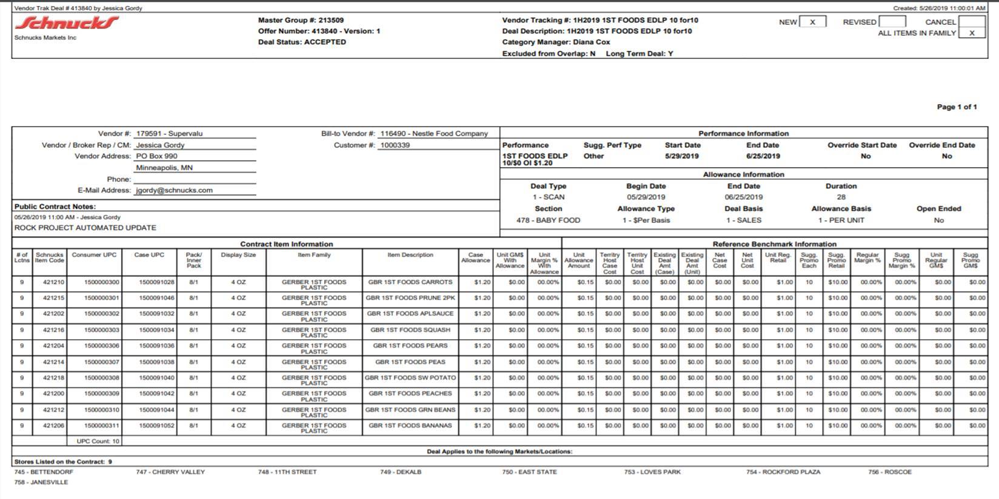 Vendor Trak Deal # 413840 by Jessica Gordy Created: 5/26/2019 11:00:01 AM
Schnucks
Schnucks Markets Inc
Master Group #: 213509
Offer Number: 413840 - Version: 1
Deal Status: ACCEPTED
Vendor Tracking #: 1H2019 1ST FOODS EDLP 10 for10
Deal Description: 1H2019 1ST FOODS EDLP 10 for10
Category Manager: Diana Cox
Excluded from Overlap: N Long Term Deal: Y
NEW X REVISED CANCEL
ALL ITEMS IN FAMILY X
Page 1 of 1
Vendor #: 179591 - Supervalu
Vendor / Broker Rep / CM: Jessica Gordy
Vendor Address: PO Box 990
Minneapolis, MN
Phone:
E-Mail Address: jgordy@schnucks.com
Bill-to Vendor #: 116490 - Nestle Food Company
Customer #: 1000339
Public Contract Notes:
05/26/2019 11:00 AM - Jessica Gordy
ROCK PROJECT AUTOMATED UPDATE
Performance Information
Performance Sugg. Perf Type Start Date End Date Override Start Date Override End Date
1ST FOODS EDLP 10/$0 OI $1.20 Other 5/29/2019 6/25/2019 No No
Allowance Information
Deal Type Begin Date End Date Duration
1 - SCAN 05/29/2019 06/25/2019 28
Section Allowance Type Deal Basis Allowance Basis Open Ended
478 - BABY FOOD 1 - $Per Basis 1 - SALES 1 - PER UNIT No
Contract Item Information Reference Benchmark Information
# of Lctns Schnucks Item Code Consumer UPC Case UPC Pack/ Inner Pack Display Size Item Family Item Description Case Allowance Unit GM$ With Allowance Unit Margin % With Allowance Unit Allowance Amount Territry Host Case Cost Territry Host Unit Cost Existing Deal Amt (Case) Existing Deal Amt (Unit) Net Case Cost Net Unit Cost Unit Reg. Retail Sugg. Promo Each Sugg. Promo Retail Regular Margin % Sugg Promo Margin % Unit Regular GM$ Sugg Promo GM$
9 421210 1500000300 1500091028 8/1 4 OZ GERBER 1ST FOODS PLASTIC GBR 1ST FOODS CARROTS $1.20 $0.00 00.00% $0.15 $0.00 $0.00 $0.00 $0.00 $0.00 $0.00 $1.00 10 $10.00 00.00% 00.00% $0.00 $0.00
9 421215 1500000301 1500091046 8/1 4 OZ GERBER 1ST FOODS PLASTIC GBR 1ST FOODS PRUNE 2PK $1.20 $0.00 00.00% $0.15 $0.00 $0.00 $0.00 $0.00 $0.00 $0.00 $1.00 10 $10.00 00.00% 00.00% $0.00 $0.00
9 421202 1500000302 1500091032 8/1 4 OZ GERBER 1ST FOODS PLASTIC GBR 1ST FOODS APLSAUCE $1.20 $0.00 00.00% $0.15 $0.00 $0.00 $0.00 $0.00 $0.00 $0.00 $1.00 10 $10.00 00.00% 00.00% $0.00 $0.00
9 421216 1500000303 1500091034 8/1 4 OZ GERBER 1ST FOODS PLASTIC GBR 1ST FOODS SQUASH $1.20 $0.00 00.00% $0.15 $0.00 $0.00 $0.00 $0.00 $0.00 $0.00 $1.00 10 $10.00 00.00% 00.00% $0.00 $0.00
9 421204 1500000306 1500091036 8/1 4 OZ GERBER 1ST FOODS PLASTIC GBR 1ST FOODS PEARS $1.20 $0.00 00.00% $0.15 $0.00 $0.00 $0.00 $0.00 $0.00 $0.00 $1.00 10 $10.00 00.00% 00.00% $0.00 $0.00
9 421214 1500000307 1500091038 8/1 4 OZ GERBER 1ST FOODS PLASTIC GBR 1ST FOODS PEAS $1.20 $0.00 00.00% $0.15 $0.00 $0.00 $0.00 $0.00 $0.00 $0.00 $1.00 10 $10.00 00.00% 00.00% $0.00 $0.00
9 421218 1500000308 1500091040 8/1 4 OZ GERBER 1ST FOODS PLASTIC GBR 1ST FOODS SW POTATO $1.20 $0.00 00.00% $0.15 $0.00 $0.00 $0.00 $0.00 $0.00 $0.00 $1.00 10 $10.00 00.00% 00.00% $0.00 $0.00
9 421200 1500000309 1500091042 8/1 4 OZ GERBER 1ST FOODS PLASTIC GBR 1ST FOODS PEACHES $1.20 $0.00 00.00% $0.15 $0.00 $0.00 $0.00 $0.00 $0.00 $0.00 $1.00 10 $10.00 00.00% 00.00% $0.00 $0.00
9 421212 1500000310 1500091044 8/1 4 OZ GERBER 1ST FOODS PLASTIC GBR 1ST FOODS GRN BEANS $1.20 $0.00 00.00% $0.15 $0.00 $0.00 $0.00 $0.00 $0.00 $0.00 $1.00 10 $10.00 00.00% 00.00% $0.00 $0.00
9 421206 1500000311 1500091052 8/1 4 OZ GERBER 1ST FOODS PLASTIC GBR 1ST FOODS BANANAS $1.20 $0.00 00.00% $0.15 $0.00 $0.00 $0.00 $0.00 $0.00 $0.00 $1.00 10 $10.00 00.00% 00.00% $0.00 $0.00
UPC Count: 10
Deal Applies to the following Markets/Locations:
Stores Listed on the Contract: 9
745 - BETTENDORF 747 - CHERRY VALLEY 748 - 11TH STREET 749 - DEKALB 750 - EAST STATE 753 - LOVES PARK 754 - ROCKFORD PLAZA 756 - ROSCOE
758 - JANESVILLE